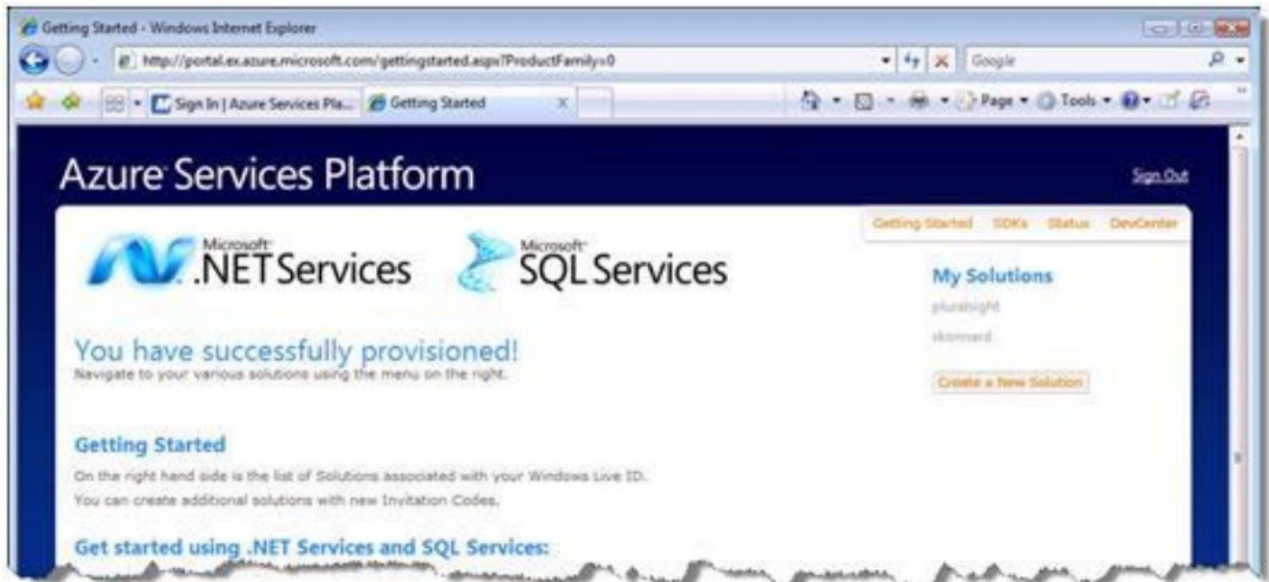 Getting Started - Windows Internet Explorer
http://portal.ex.azure.microsoft.com/gettingstarted.aspx?ProductFamily=0
Google
Sign In | Azure Services Pla...
Getting Started
Page
Tools
Azure Services Platform
Sign Out
Getting Started SDKs Status DevCenter
Microsoft
.NET Services
Microsoft
SQL Services
My Solutions
pluralsight
skonnard
Create a New Solution
You have successfully provisioned!
Navigate to your various solutions using the menu on the right.
Getting Started
On the right hand side is the list of Solutions associated with your Windows Live ID.
You can create additional solutions with new Invitation Codes.
Get started using .NET Services and SQL Services: